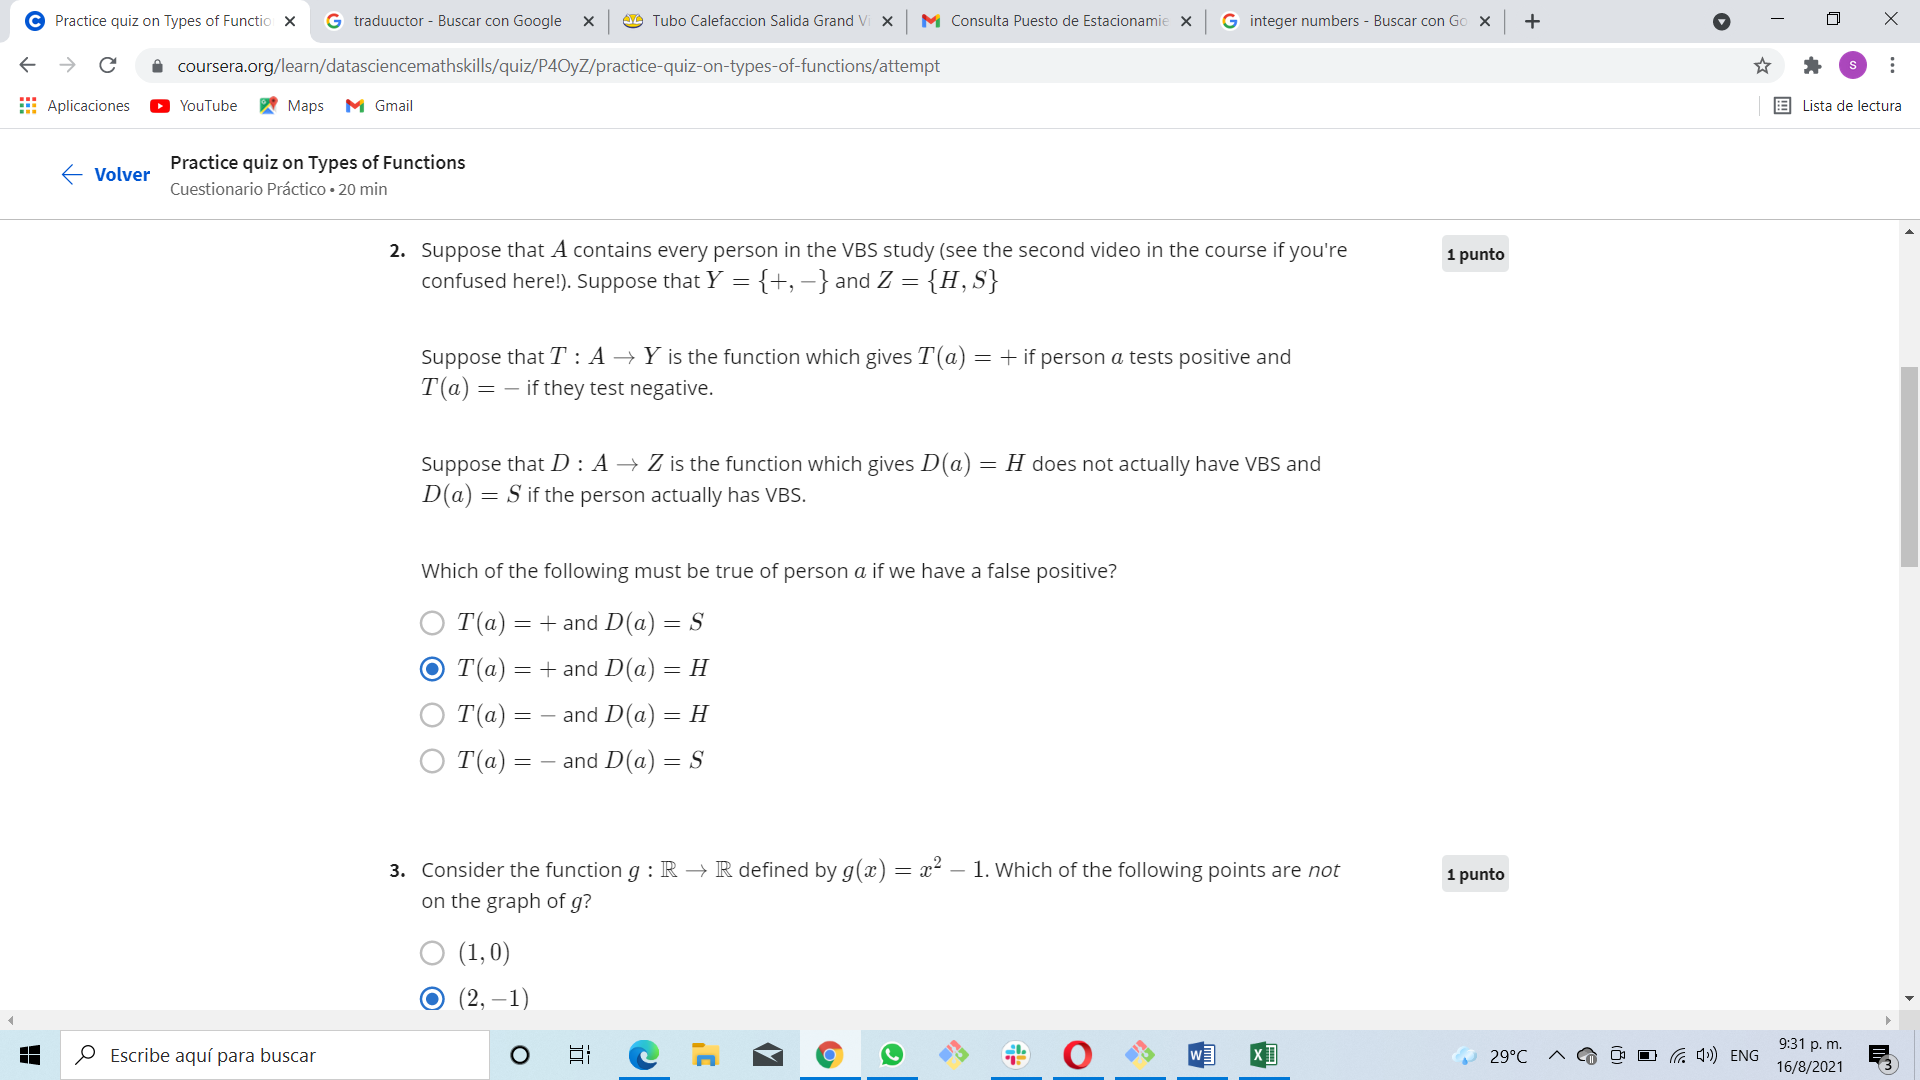 Practice quiz on Types of Functio
traduuctor - Buscar con Google
Tubo Calefaccion Salida Grand Vi
Consulta Puesto de Estacionamie
integer numbers - Buscar con Go
coursera.org/learn/datasciencemathskills/quiz/P4OyZ/practice-quiz-on-types-of-functions/attempt
S
Aplicaciones
YouTube
Maps
Gmail
Lista de lectura
Volver
Practice quiz on Types of Functions
Cuestionario Práctico • 20 min
2. Suppose that A contains every person in the VBS study (see the second video in the course if you're
confused here!). Suppose that Y = {+, −} and Z = {H, S}
1 punto
Suppose that T : A → Y is the function which gives T(a) = + if person a tests positive and
T(a) = − if they test negative.
Suppose that D : A → Z is the function which gives D(a) = H does not actually have VBS and
D(a) = S if the person actually has VBS.
Which of the following must be true of person a if we have a false positive?
T(a) = + and D(a) = S
T(a) = + and D(a) = H
T(a) = − and D(a) = H
T(a) = − and D(a) = S
3. Consider the function g : ℝ → ℝ defined by g(x) = x² − 1. Which of the following points are not
on the graph of g?
1 punto
(1, 0)
(2, −1)
Escribe aquí para buscar
29°C
ENG
9:31 p. m.
16/8/2021
3